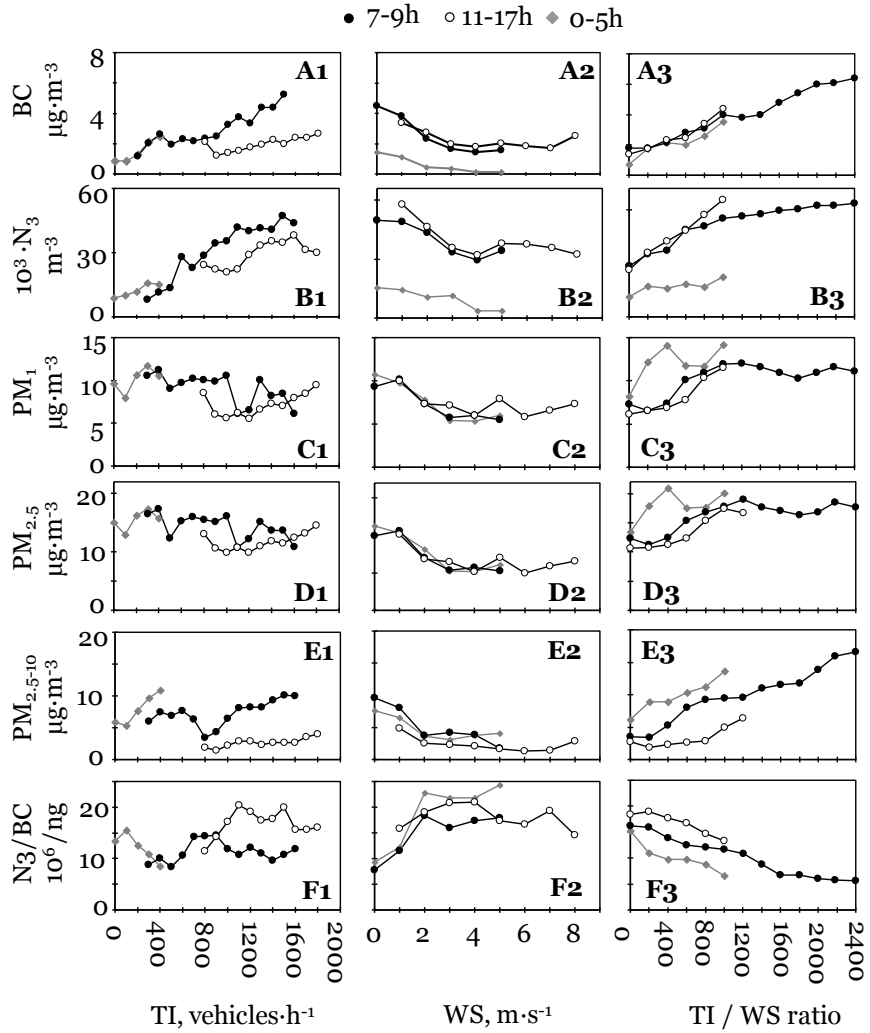 7-9h 11-17h 0-5h
BC
µg·m-3
8
4
0
A1
A2
A3
10³·N3
m-3
60
30
0
B1
B2
B3
PM1
µg·m-3
15
10
5
0
C1
C2
C3
PM2.5
µg·m-3
20
10
0
D1
D2
D3
PM2.5-10
µg·m-3
20
10
0
E1
E2
E3
N3/BC
10⁶/ng
20
10
0
F1
F2
F3
0 400 800 1200 1600 2000
0 2 4 6 8
0 400 800 1200 1600 2000 2400
TI, vehicles·h-1 WS, m·s-1 TI / WS ratio